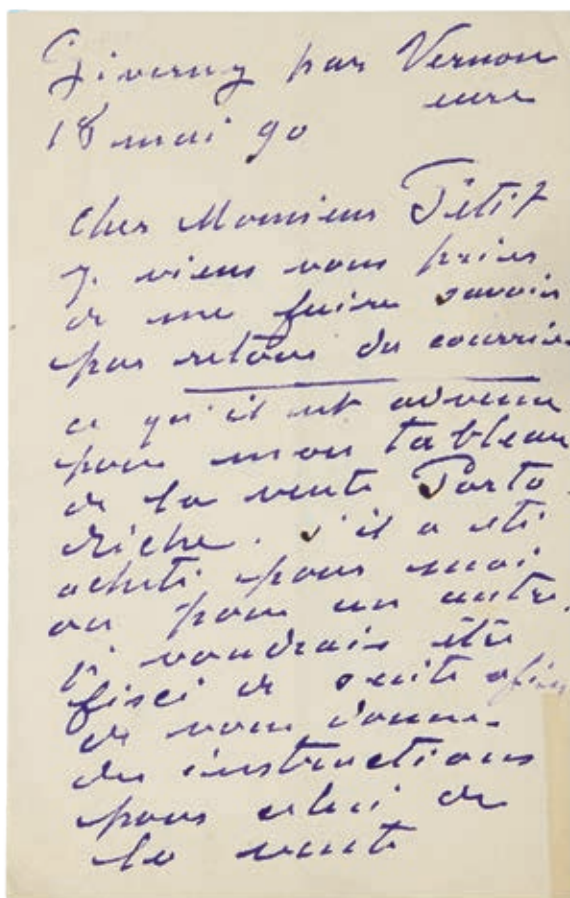 Giverny par Vernon
eure
18 mai 90
cher Monsieur Petit
je viens vous prier
de me faire savoir
par retour du courrier
ce qu'il est advenu
pour mon tableau
de la vente Porto
Riche. s'il a été
acheté pour moi
ou pour un autre.
je voudrais être
fixé de suite afin
de vous donner
des instructions
pour celui de
la vente